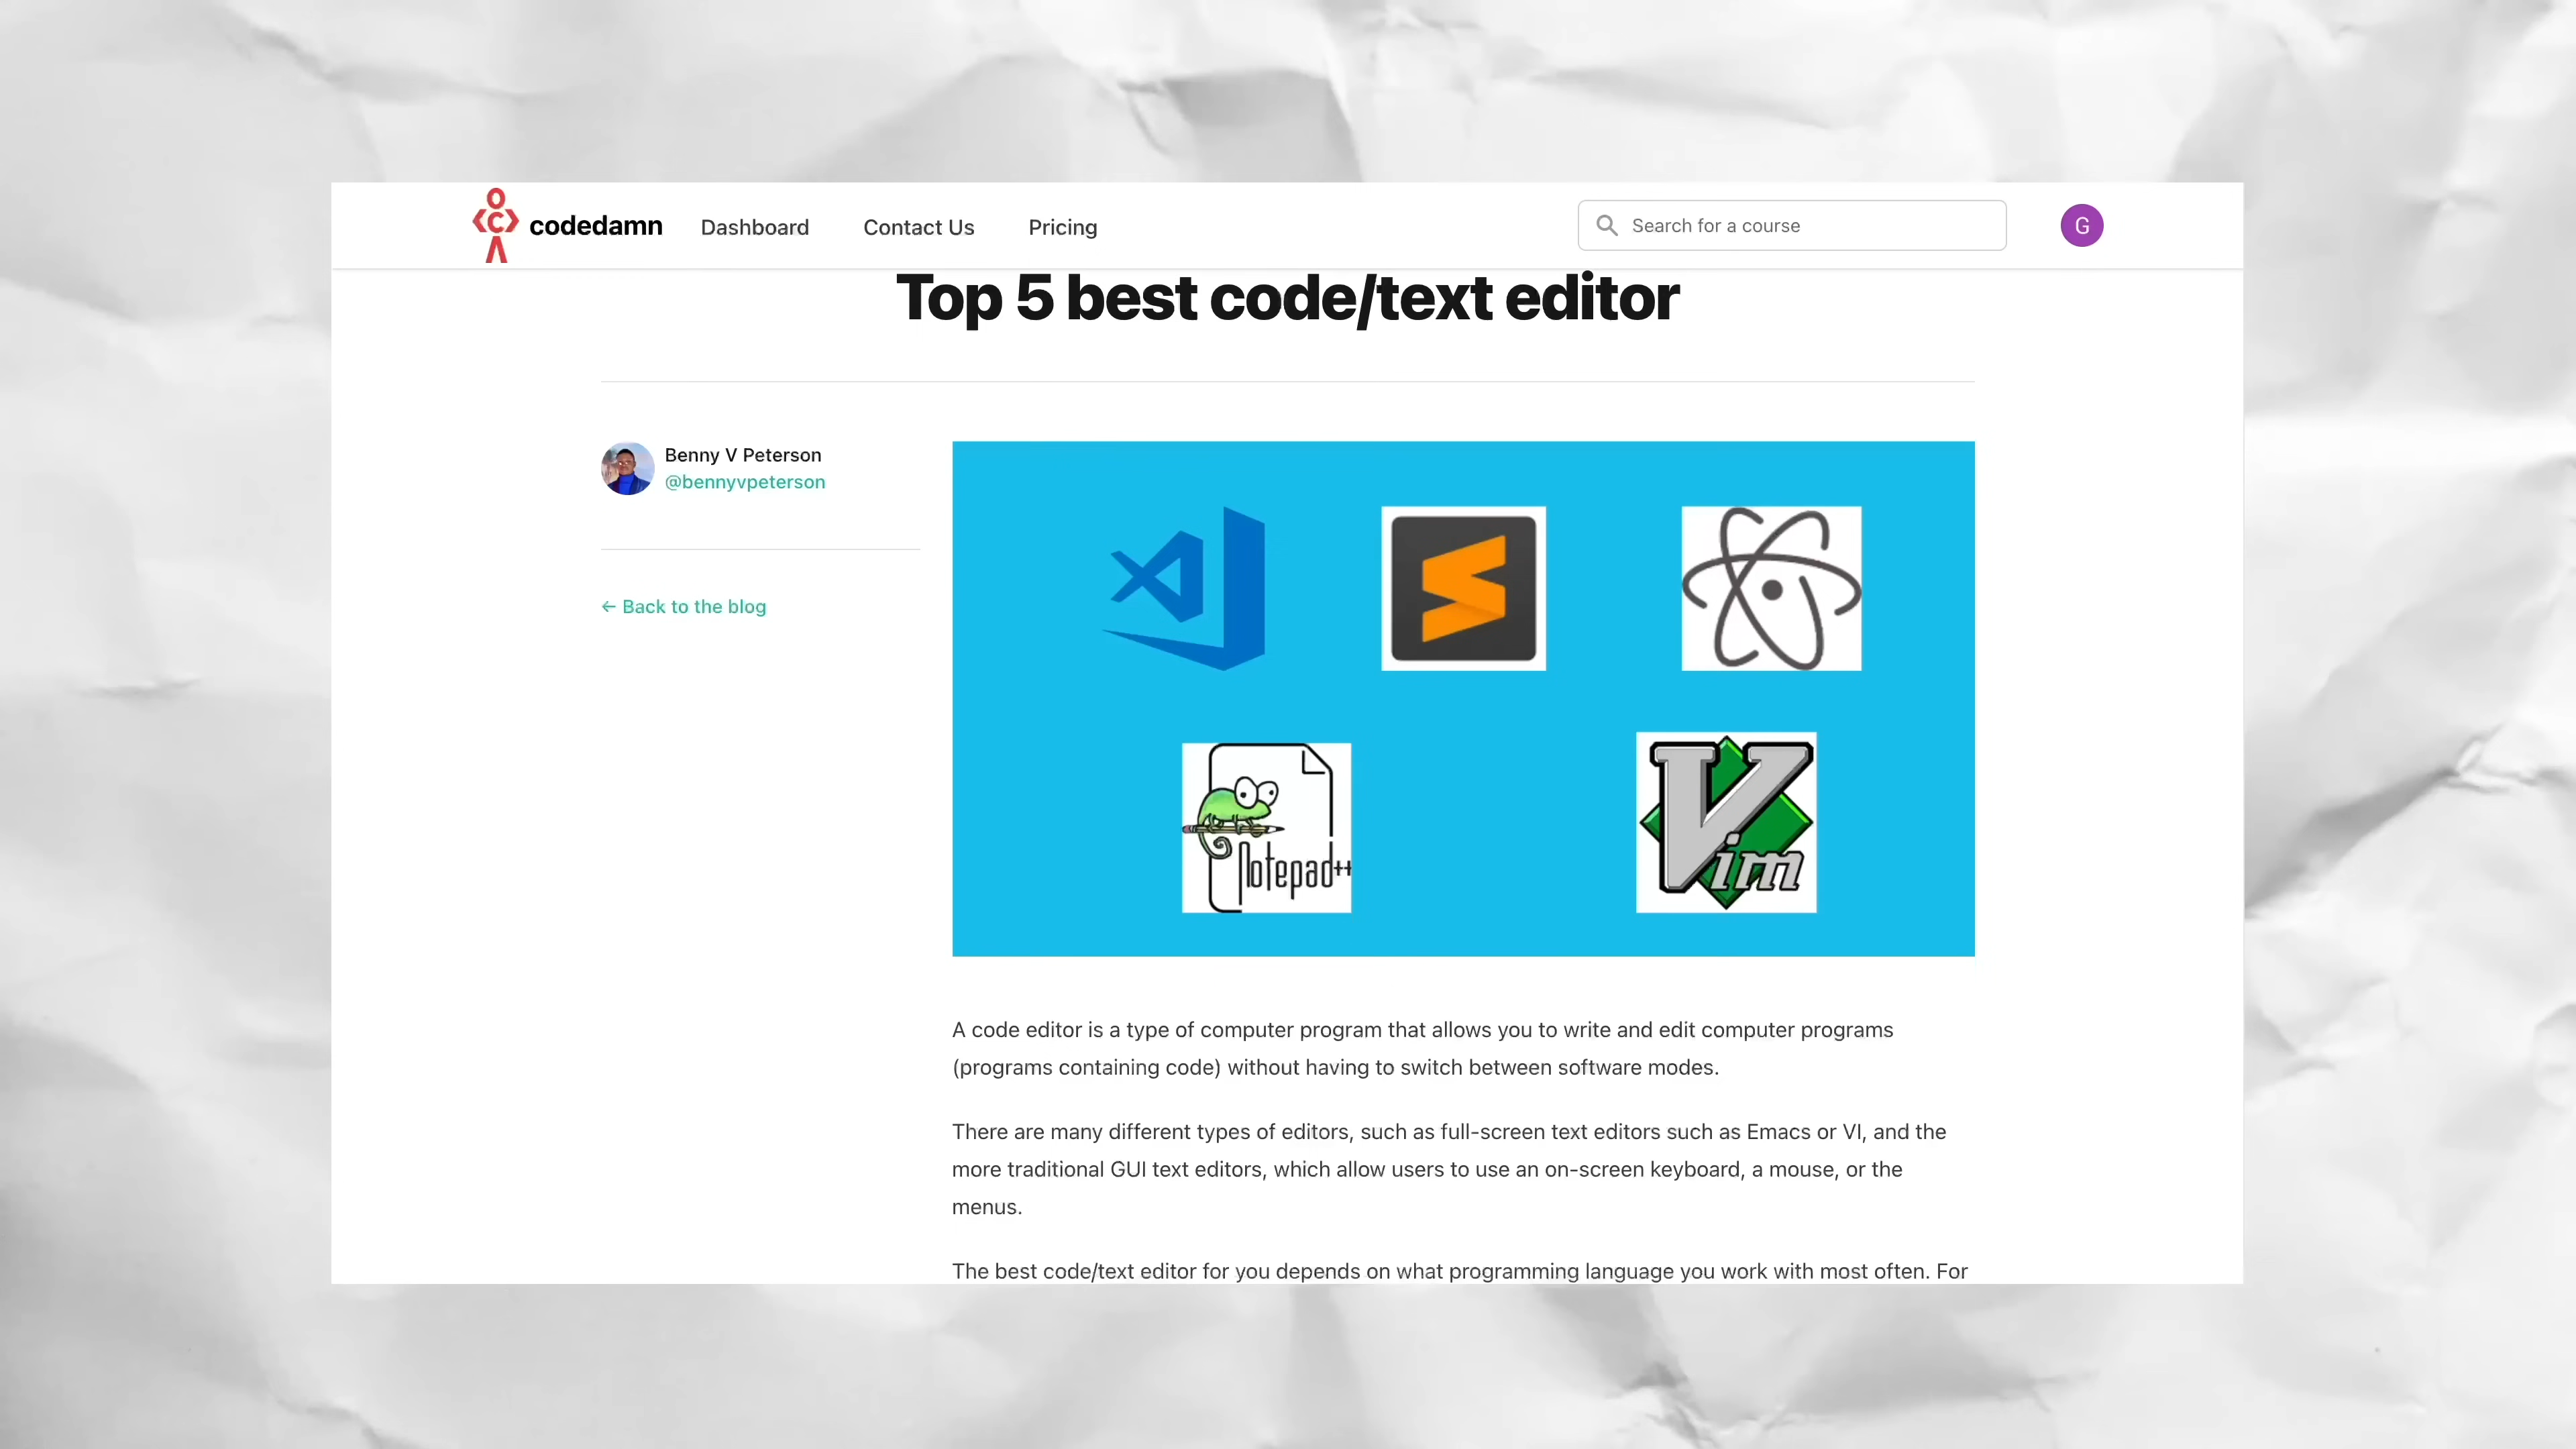 codedamn
Dashboard
Contact Us
Pricing
Search for a course
G
Top 5 best code/text editor
Benny V Peterson
@bennyvpeterson
← Back to the blog
Notepad++
Vim
A code editor is a type of computer program that allows you to write and edit computer programs
(programs containing code) without having to switch between software modes.
There are many different types of editors, such as full-screen text editors such as Emacs or VI, and the
more traditional GUI text editors, which allow users to use an on-screen keyboard, a mouse, or the
menus.
The best code/text editor for you depends on what programming language you work with most often. For